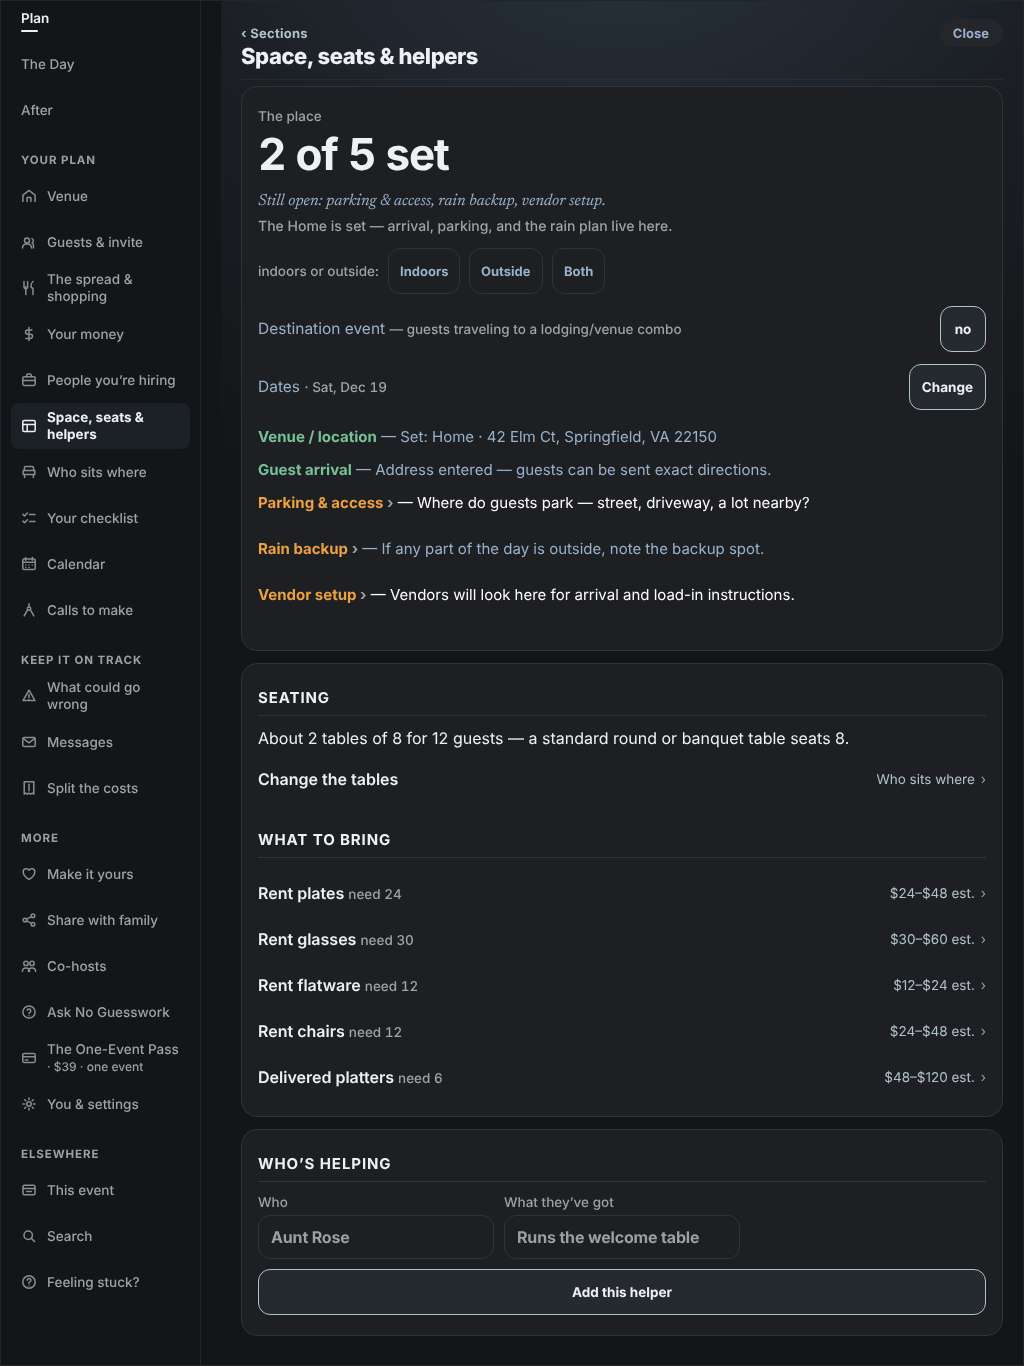 Plan
The Day
After
YOUR PLAN
Venue
Guests & invite
The spread &
shopping
Your money
People you’re hiring
Space, seats &
helpers
Who sits where
Your checklist
Calendar
Calls to make
KEEP IT ON TRACK
What could go
wrong
Messages
Split the costs
MORE
Make it yours
Share with family
Co-hosts
Ask No Guesswork
The One-Event Pass
· $39 · one event
You & settings
ELSEWHERE
This event
Search
Feeling stuck?
‹ Sections
Close
Space, seats & helpers
The place
2 of 5 set
Still open: parking & access, rain backup, vendor setup.
The Home is set — arrival, parking, and the rain plan live here.
indoors or outside: Indoors Outside Both
Destination event — guests traveling to a lodging/venue combo no
Dates · Sat, Dec 19 Change
Venue / location — Set: Home · 42 Elm Ct, Springfield, VA 22150
Guest arrival — Address entered — guests can be sent exact directions.
Parking & access › — Where do guests park — street, driveway, a lot nearby?
Rain backup › — If any part of the day is outside, note the backup spot.
Vendor setup › — Vendors will look here for arrival and load-in instructions.
SEATING
About 2 tables of 8 for 12 guests — a standard round or banquet table seats 8.
Change the tables Who sits where ›
WHAT TO BRING
Rent plates need 24 $24–$48 est. ›
Rent glasses need 30 $30–$60 est. ›
Rent flatware need 12 $12–$24 est. ›
Rent chairs need 12 $24–$48 est. ›
Delivered platters need 6 $48–$120 est. ›
WHO’S HELPING
Who What they’ve got
Aunt Rose Runs the welcome table
Add this helper